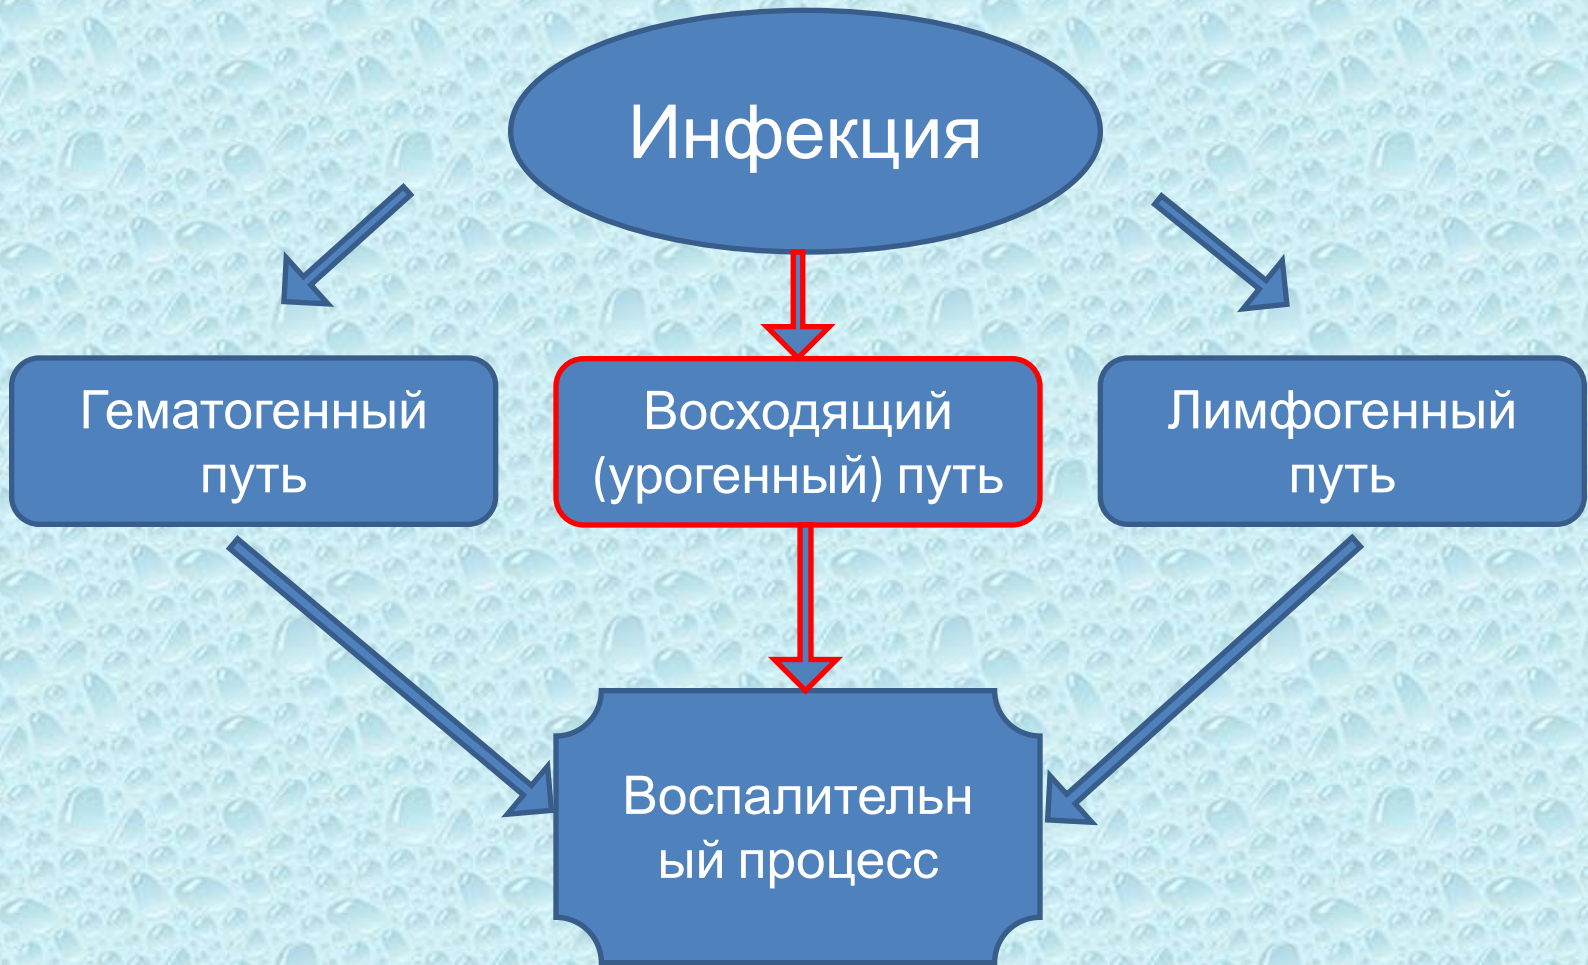 Инфекция
Гематогенный
путь
Восходящий
(урогенный) путь
Лимфогенный
путь
Воспалительн
ый процесс